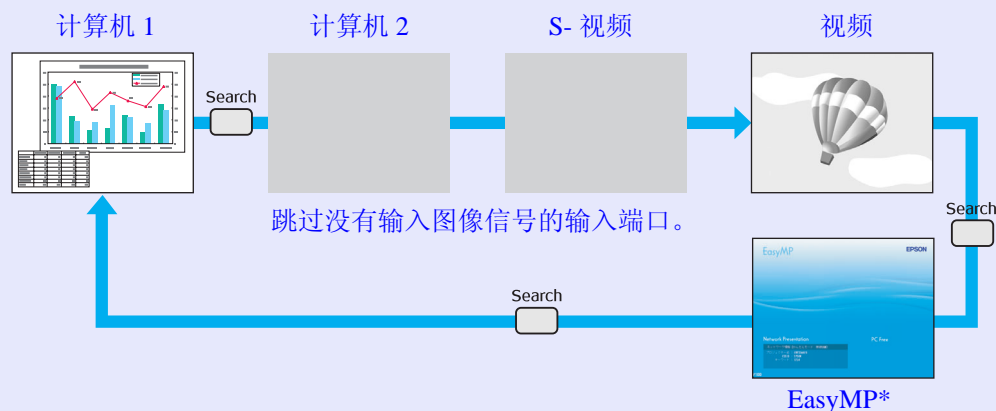 计算机 1
计算机 2
S- 视频
视频
Search
跳过没有输入图像信号的输入端口。
Search
EasyMP
EPSON
Search
Network Presentation
PC Free
EasyMP*